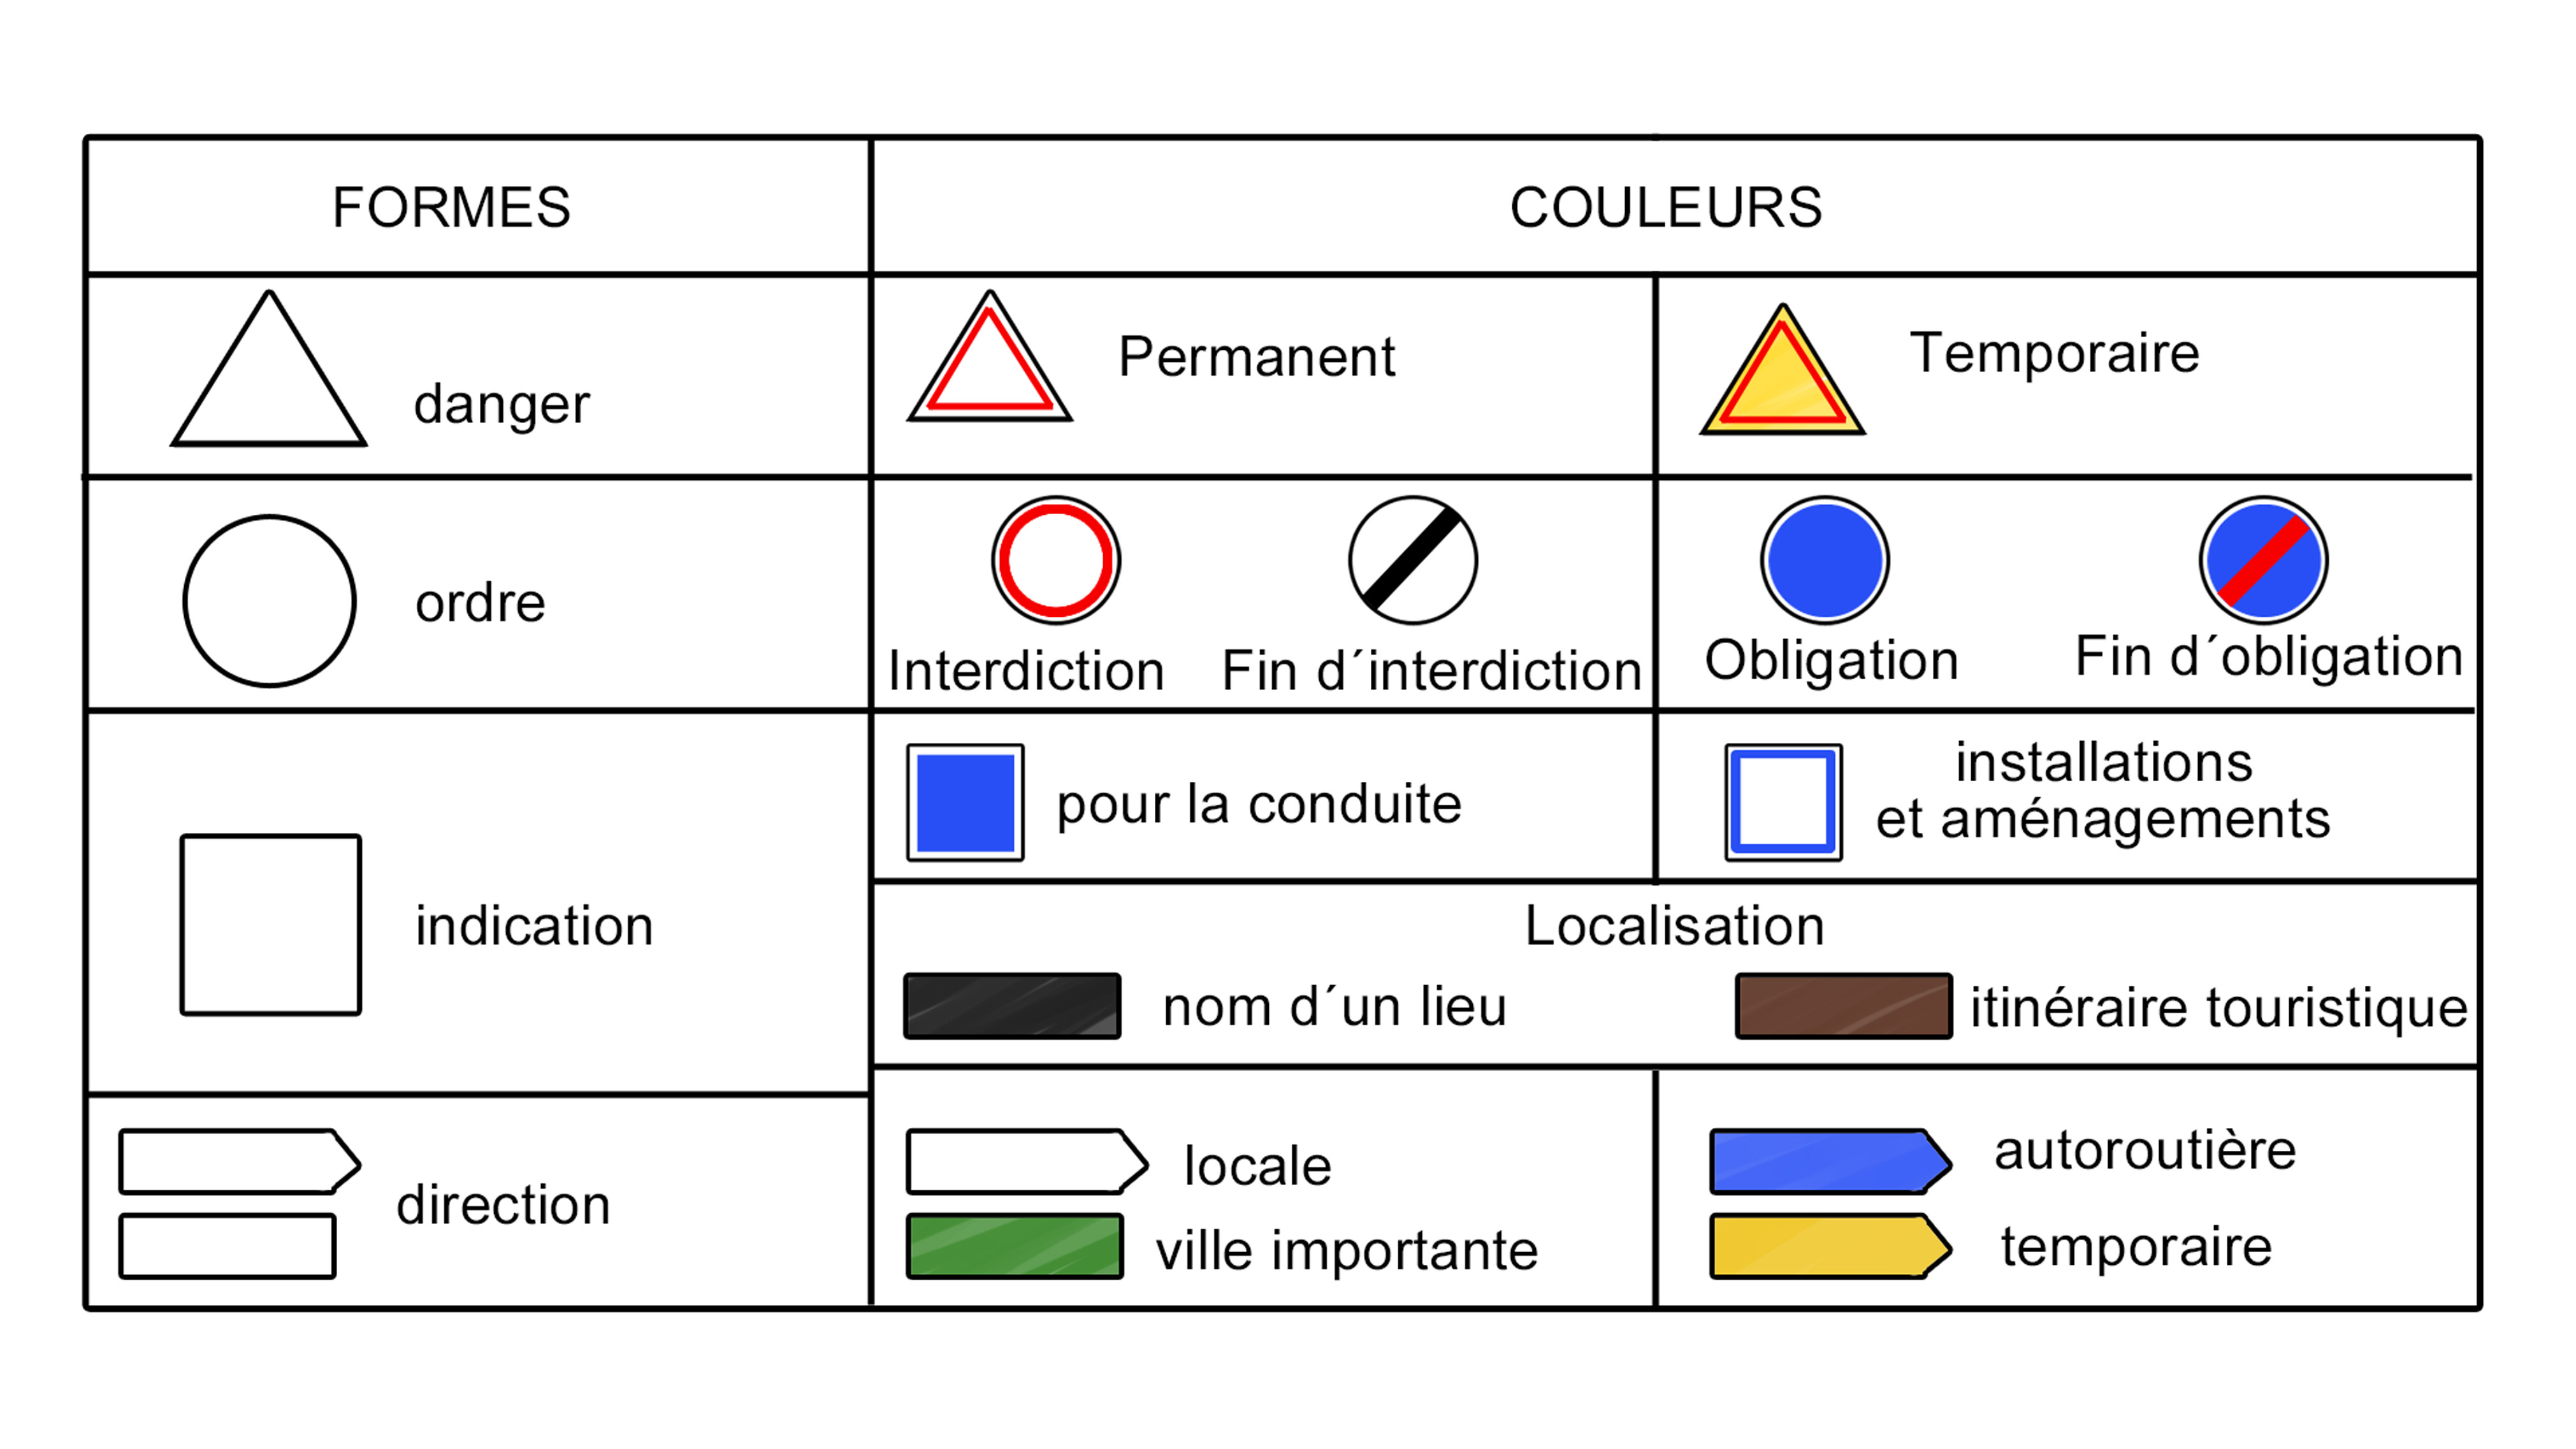 FORMES
COULEURS
danger
Permanent
Temporaire
ordre
Interdiction
Fin d´interdiction
Obligation
Fin d´obligation
indication
pour la conduite
installations
et aménagements
Localisation
nom d´un lieu
itinéraire touristique
direction
locale
ville importante
autoroutière
temporaire